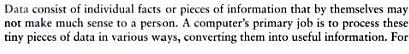 Data consist of individual facts or pieces of information that by themselves may
not make much sense to a person. A computer's primary job is to process these
tiny pieces of data in various ways, converting them into useful information. For